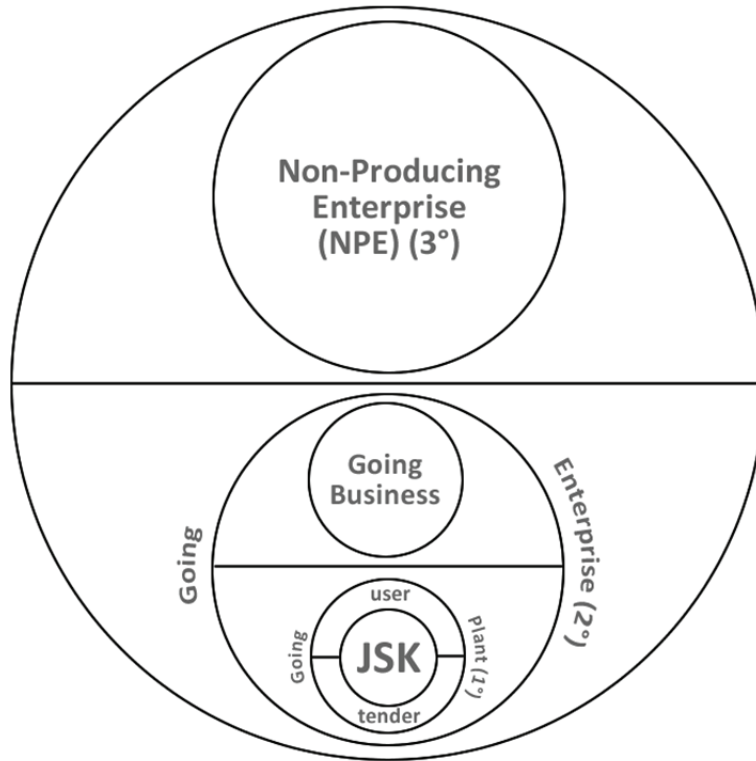 Non-Producing
Enterprise
(NPE) (3°)
Going
Business
Going
Enterprise (2°)
user
Going
JSK
Plant (1°)
tender